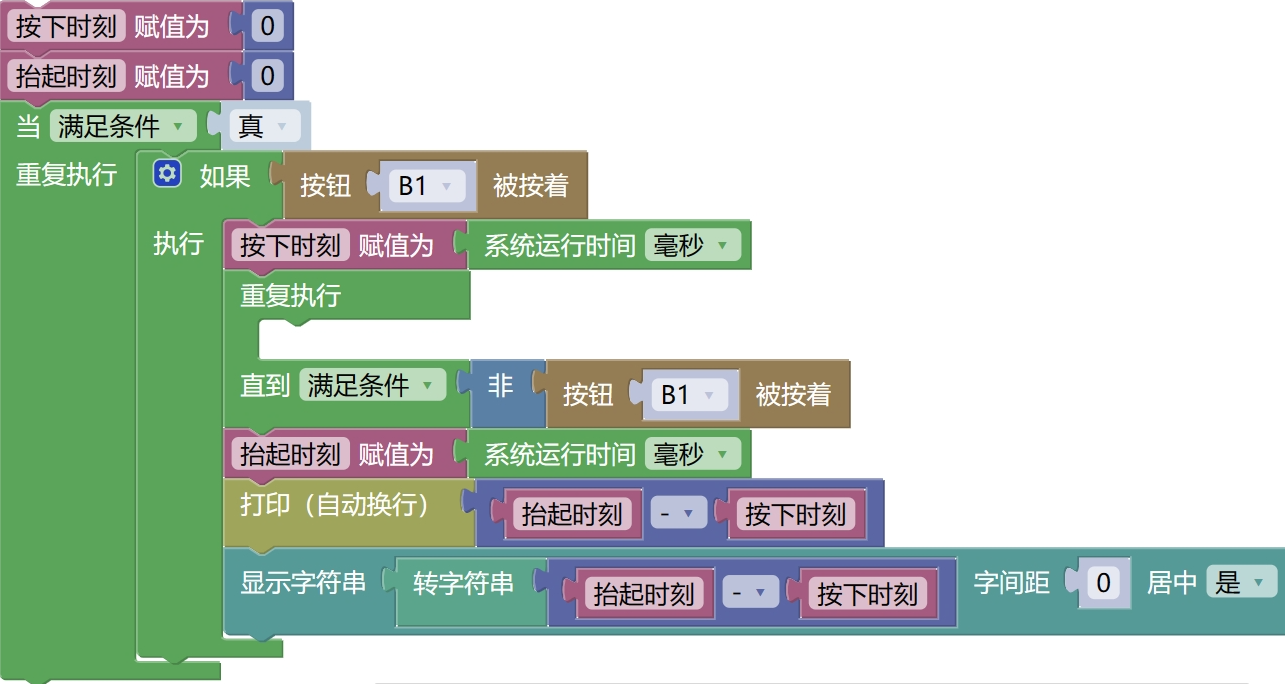 按下时刻 赋值为 0
抬起时刻 赋值为 0
当 满足条件 真
重复执行 如果 按钮 B1 被按着
执行 按下时刻 赋值为 系统运行时间 毫秒
重复执行
直到 满足条件 非 按钮 B1 被按着
抬起时刻 赋值为 系统运行时间 毫秒
打印（自动换行） 抬起时刻 - 按下时刻
显示字符串 转字符串 抬起时刻 - 按下时刻 字间距 0 居中 是